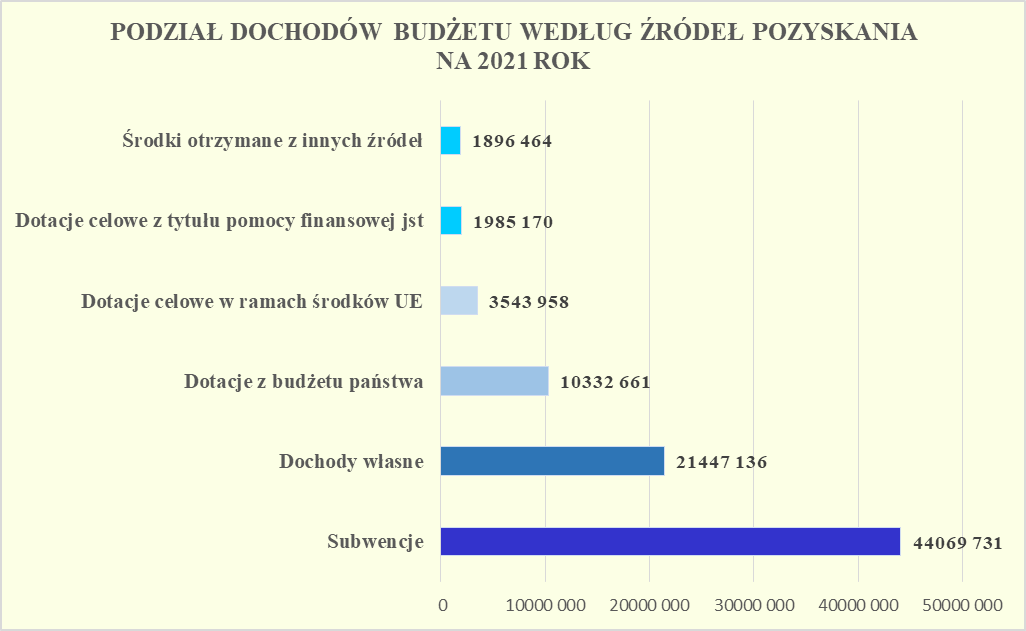 PODZIAŁ DOCHODÓW BUDŻETU WEDŁUG ŹRÓDEŁ POZYSKANIA
NA 2021 ROK
Środki otrzymane z innych źródeł 1896 464
Dotacje celowe z tytułu pomocy finansowej jst 1985 170
Dotacje celowe w ramach środków UE 3543 958
Dotacje z budżetu państwa 10332 661
Dochody własne 21447 136
Subwencje 44069 731
0 10000 000 20000 000 30000 000 40000 000 50000 000